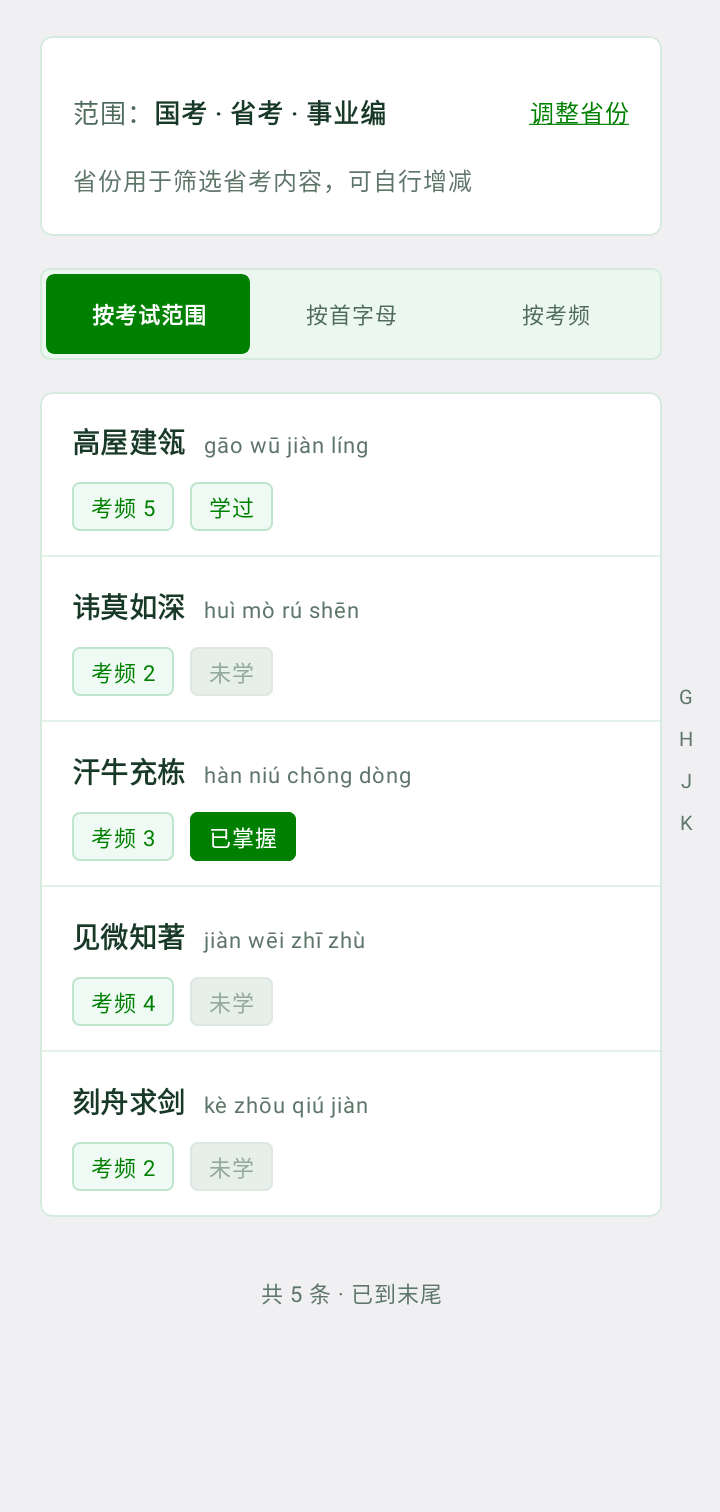 范围：国考 · 省考 · 事业编 调整省份
省份用于筛选省考内容，可自行增减
按考试范围 按首字母 按考频
高屋建瓴 gāo wū jiàn líng
考频 5 学过
讳莫如深 huì mò rú shēn
考频 2 未学
汗牛充栋 hàn niú chōng dòng
考频 3 已掌握
见微知著 jiàn wēi zhī zhù
考频 4 未学
刻舟求剑 kè zhōu qiú jiàn
考频 2 未学
G
H
J
K
共 5 条 · 已到末尾